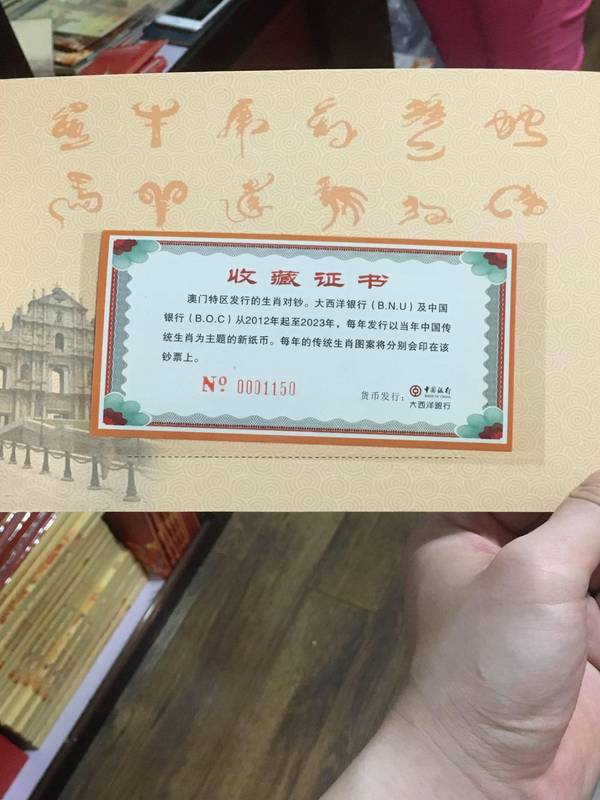 牛 虎
马
收藏证书
澳门特区发行的生肖对钞。大西洋银行（B.N.U）及中国
银行（B.O.C）从2012年起至2023年，每年发行以当年中国传
统生肖为主题的新纸币。每年的传统生肖图案将分别会印在该
钞票上。
№ 0001150
货币发行：
中国银行
BANK OF CHINA
大西洋銀行